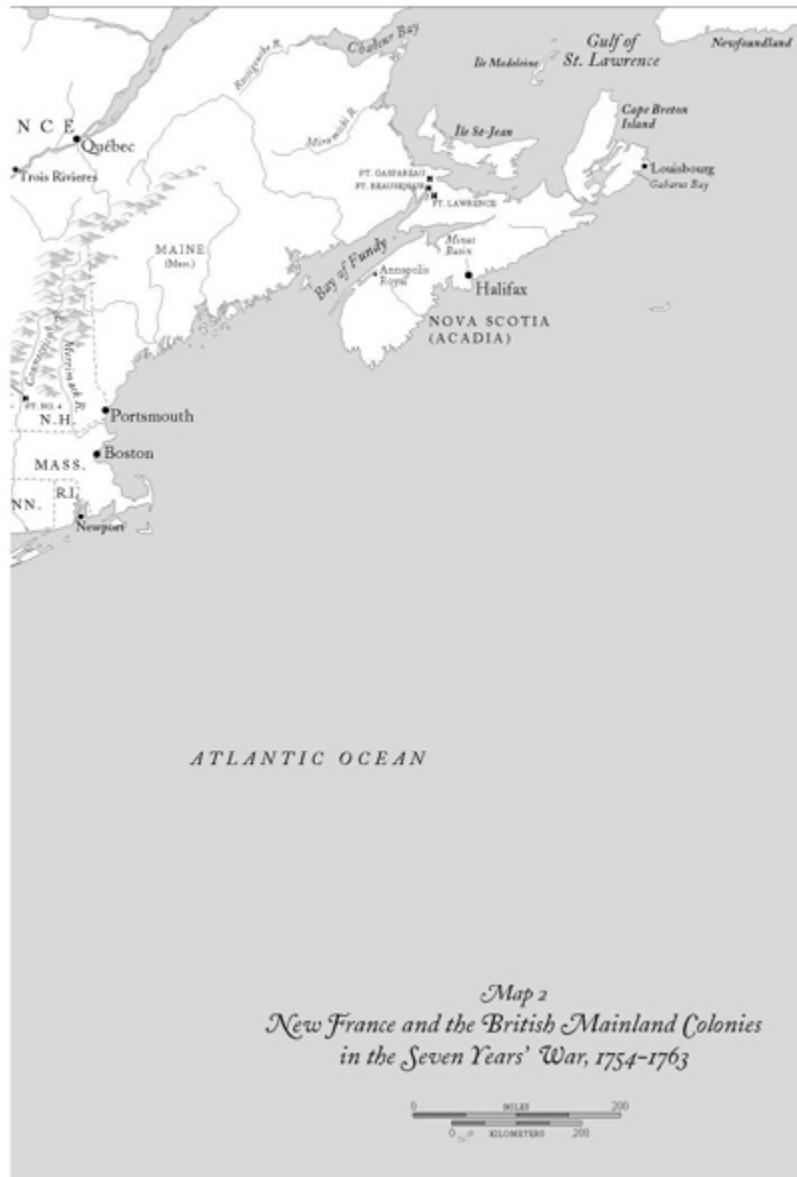 Gulf of
St. Lawrence
Newfoundland
Chaleur Bay
Île Madeleine
Restigouche R.
Cape Breton
Island
N C E
Québec
Miramichi R.
Île St-Jean
Louisbourg
Gabarus Bay
Trois Rivieres
FT. GASPAREAU
FT. BEAUSEJOUR
FT. LAWRENCE
MAINE
(Mass.)
Bay of Fundy
Minas
Basin
Annapolis
Royal
Halifax
NOVA SCOTIA
(ACADIA)
Connecticut R.
Merrimack R.
FT. NO. 4
N.H.
Portsmouth
Boston
MASS.
R.I.
NN.
Newport
ATLANTIC OCEAN
Map 2
New France and the British Mainland Colonies
in the Seven Years' War, 1754–1763
0 MILES 200
0 KILOMETERS 200